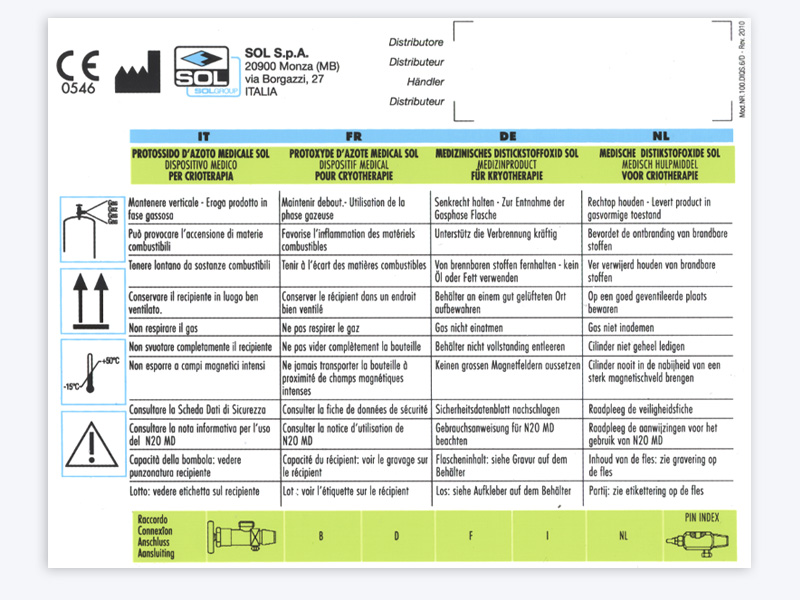 CE
0546
SOL
SOLGROUP
SOL S.p.A.
20900 Monza (MB)
via Borgazzi, 27
ITALIA
Distributore
Distributeur
Händler
Distributeur
Mod.NR.100.DIQS.6/D - Rev. 2010
IT FR DE NL
PROTOSSIDO D'AZOTO MEDICALE SOL
DISPOSITIVO MEDICO
PER CRIOTERAPIA
PROTOXYDE D'AZOTE MEDICAL SOL
DISPOSITIF MEDICAL
POUR CRYOTHERAPIE
MEDIZINISCHES DISTICKSTOFFOXID SOL
MEDIZINPRODUCT
FÜR KRYOTHERAPIE
MEDISCHE DISTIKSTOFOXIDE SOL
MEDISCH HULPMIDDEL
VOOR CRIOTHERAPIE
Mantenere verticale - Eroga prodotto in
fase gassosa
Maintenir debout.- Utilisation de la
phase gazeuse
Senkrecht halten - Zur Entnahme der
Gasphase Flasche
Rechtop houden - Levert product in
gasvormige toestand
Può provocare l'accensione di materie
combustibili
Favorise l'inflammation des matériels
combustibles
Unterstützt die Verbrennung kräftig
Bevordet de ontbranding van brandbare
stoffen
Tenere lontano da sostanze combustibili
Tenir à l'écart des matières combustibles
Von brennbaren stoffen fernhalten - kein
Öl oder Fett verwenden
Ver verwijerd houden van brandbare
stoffen
Conservare il recipiente in luogo ben
ventilato.
Conserver le récipient dans un endroit
bien ventilé
Behälter an einem gut gelüfteten Ort
aufbewahren
Op een goed geventileerde plaats
bewaren
Non respirare il gas
Ne pas respirer le gaz
Gas nicht einatmen
Gas niet inademen
Non svuotare completamente il recipiente
Ne pas vider complètement la bouteille
Behälter nicht vollstanding entleeren
Cilinder niet geheel ledigen
+50°C
-15°C
Non esporre a campi magnetici intensi
Ne jamais transporter la bouteille à
proximité de champs magnétiques
intenses
Keinen grossen Magnetfeldern aussetzen
Cilinder nooit in de nabijheid van een
sterk magnetischveld brengen
Consultare la Scheda Dati di Sicurezza
Consulter la fiche de données de sécurité
Sicherheitsdatenblatt nachschlagen
Raadpleeg de veiligheidsfiche
Consultare la nota informativa per l'uso
del N2O MD
Consulter la notice d'utilisation de
N2O MD
Gebrauchsanweisung für N2O MD
beachten
Raadpleeg de aanwijzingen voor het
gebruik van N2O MD
Capacità della bombola: vedere
punzonatura recipiente
Capacité du récipient: voir le gravage sur
le récipient
Flascheninhalt: siehe Gravur auf dem
Behälter
Inhoud van de fles: zie gravering op
de fles
Lotto: vedere etichetta sul recipiente
Lot : voir l'étiquette sur le récipient
Los: siehe Aufkleber auf dem Behälter
Partij: zie etikettering op de fles
Raccordo
Connexion
Anschluss
Aansluiting
B D F I NL
PIN INDEX